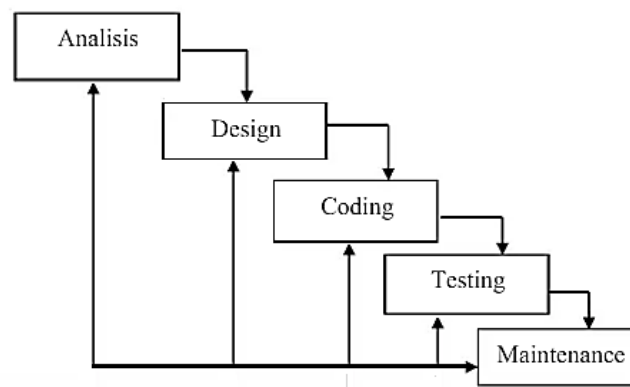 Analisis
Design
Coding
Testing
Maintenance